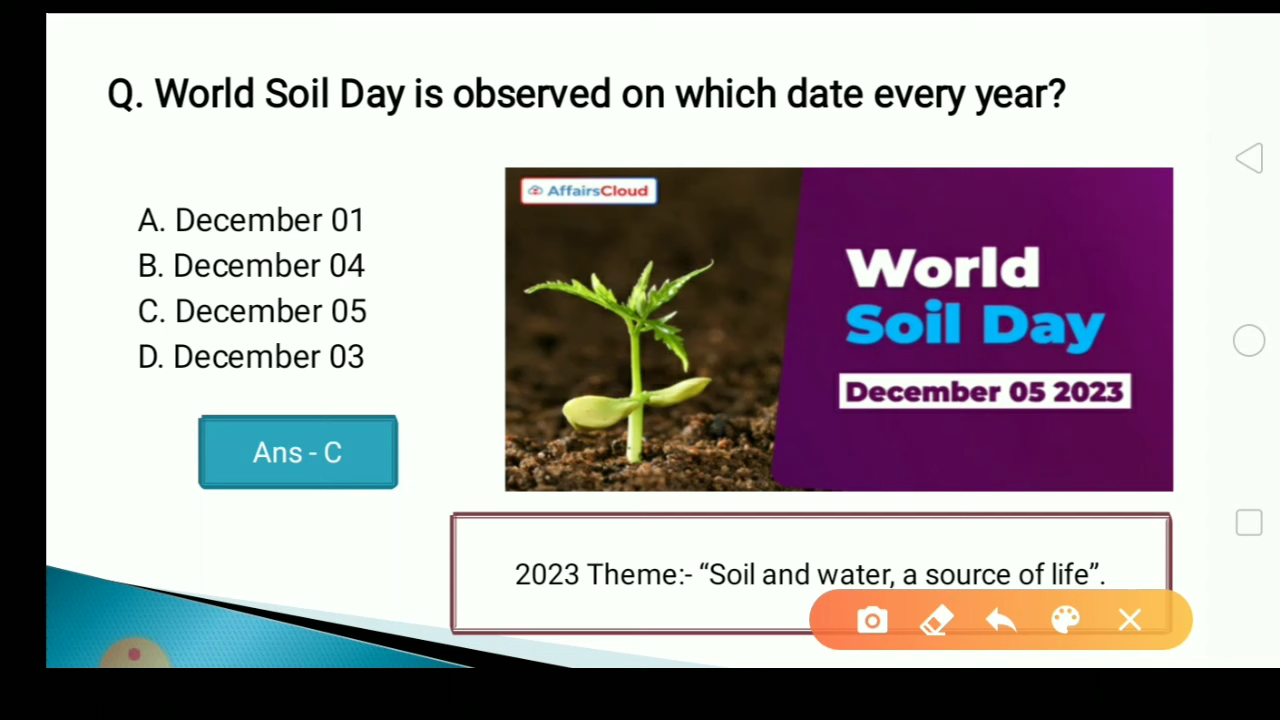 Q. World Soil Day is observed on which date every year?
A. December 01
B. December 04
C. December 05
D. December 03
Ans - C
AffairsCloud
World
Soil Day
December 05 2023
2023 Theme:- “Soil and water, a source of life”.